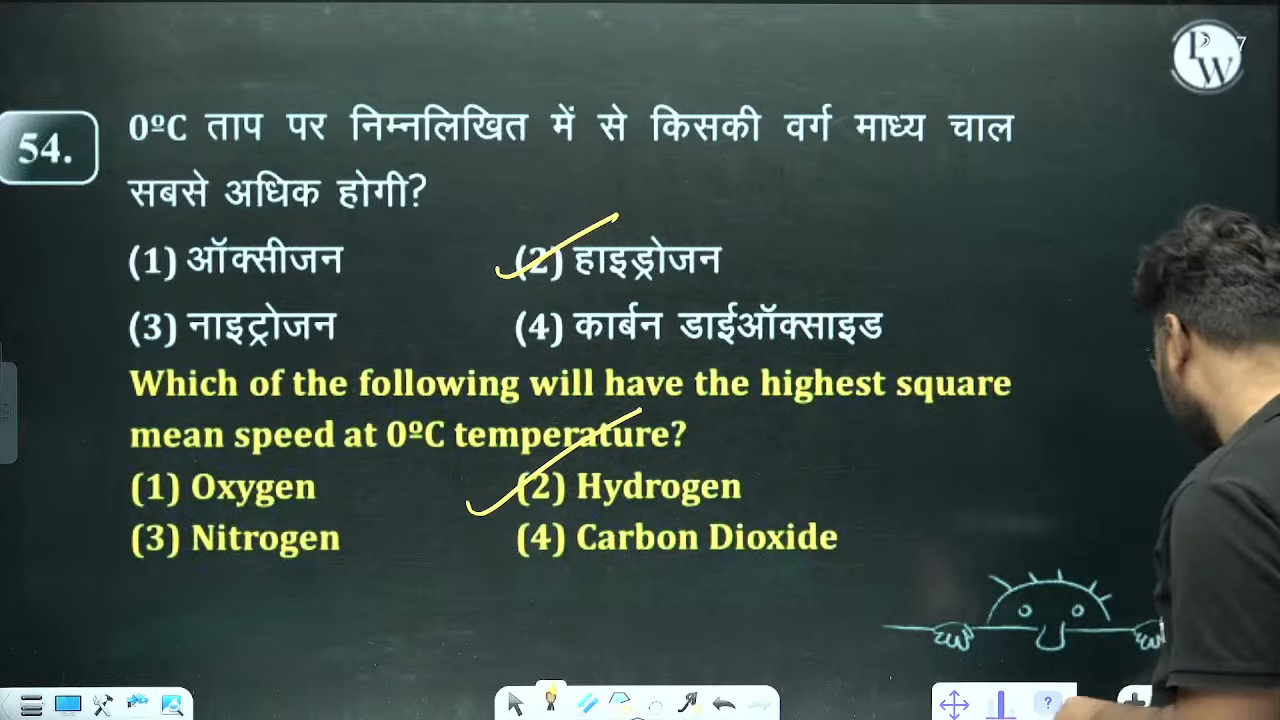 PW 7
54. 0ºC ताप पर निम्नलिखित में से किसकी वर्ग माध्य चाल
सबसे अधिक होगी?
(1) ऑक्सीजन (2) हाइड्रोजन
(3) नाइट्रोजन (4) कार्बन डाईऑक्साइड
Which of the following will have the highest square
mean speed at 0ºC temperature?
(1) Oxygen (2) Hydrogen
(3) Nitrogen (4) Carbon Dioxide